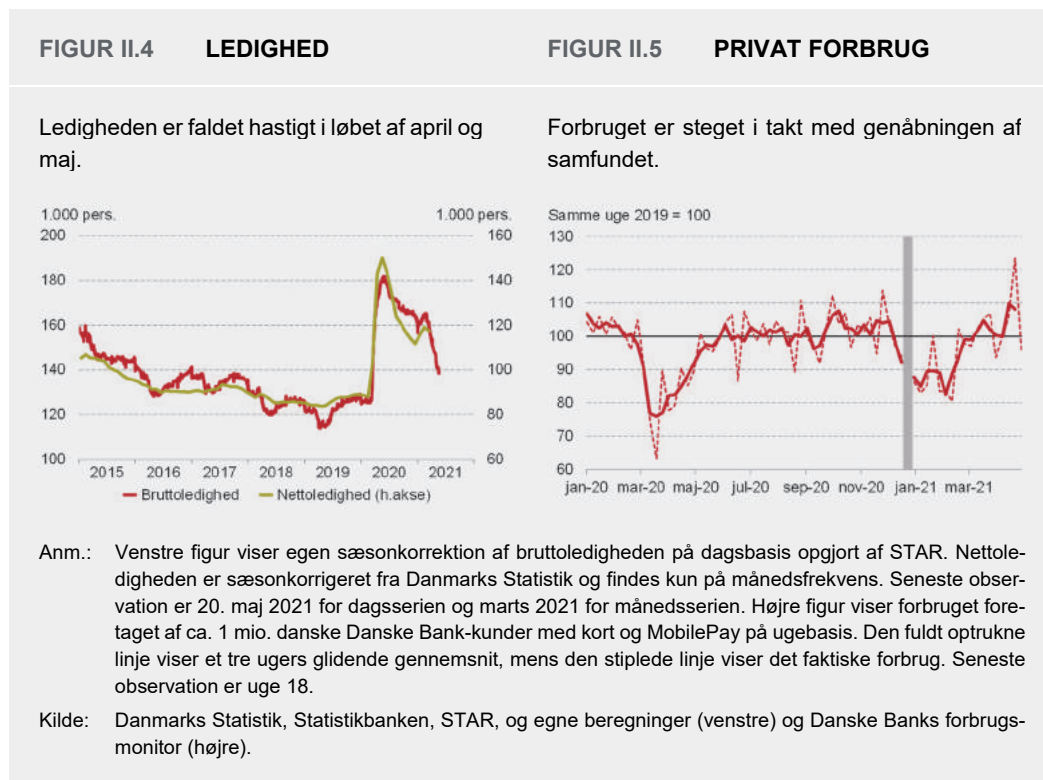 FIGUR II.4 LEDIGHED
Ledigheden er faldet hastigt i løbet af april og
maj.
1.000 pers.
1.000 pers.
200
180
160
140
120
100
160
140
120
100
80
60
2015 2016 2017 2018 2019 2020 2021
Bruttoledighed Nettoledighed (h.akse)
FIGUR II.5 PRIVAT FORBRUG
Forbruget er steget i takt med genåbningen af
samfundet.
Samme uge 2019 = 100
130
120
110
100
90
80
70
60
jan-20 mar-20 maj-20 jul-20 sep-20 nov-20 jan-21 mar-21
Anm.: Venstre figur viser egen sæsonkorrektion af bruttoledigheden på dagsbasis opgjort af STAR. Nettole-
digheden er sæsonkorrigeret fra Danmarks Statistik og findes kun på månedsfrekvens. Seneste obser-
vation er 20. maj 2021 for dagsserien og marts 2021 for månedsserien. Højre figur viser forbruget fore-
taget af ca. 1 mio. danske Danske Bank-kunder med kort og MobilePay på ugebasis. Den fuldt optrukne
linje viser et tre ugers glidende gennemsnit, mens den stiplede linje viser det faktiske forbrug. Seneste
observation er uge 18.
Kilde: Danmarks Statistik, Statistikbanken, STAR, og egne beregninger (venstre) og Danske Banks forbrugs-
monitor (højre).